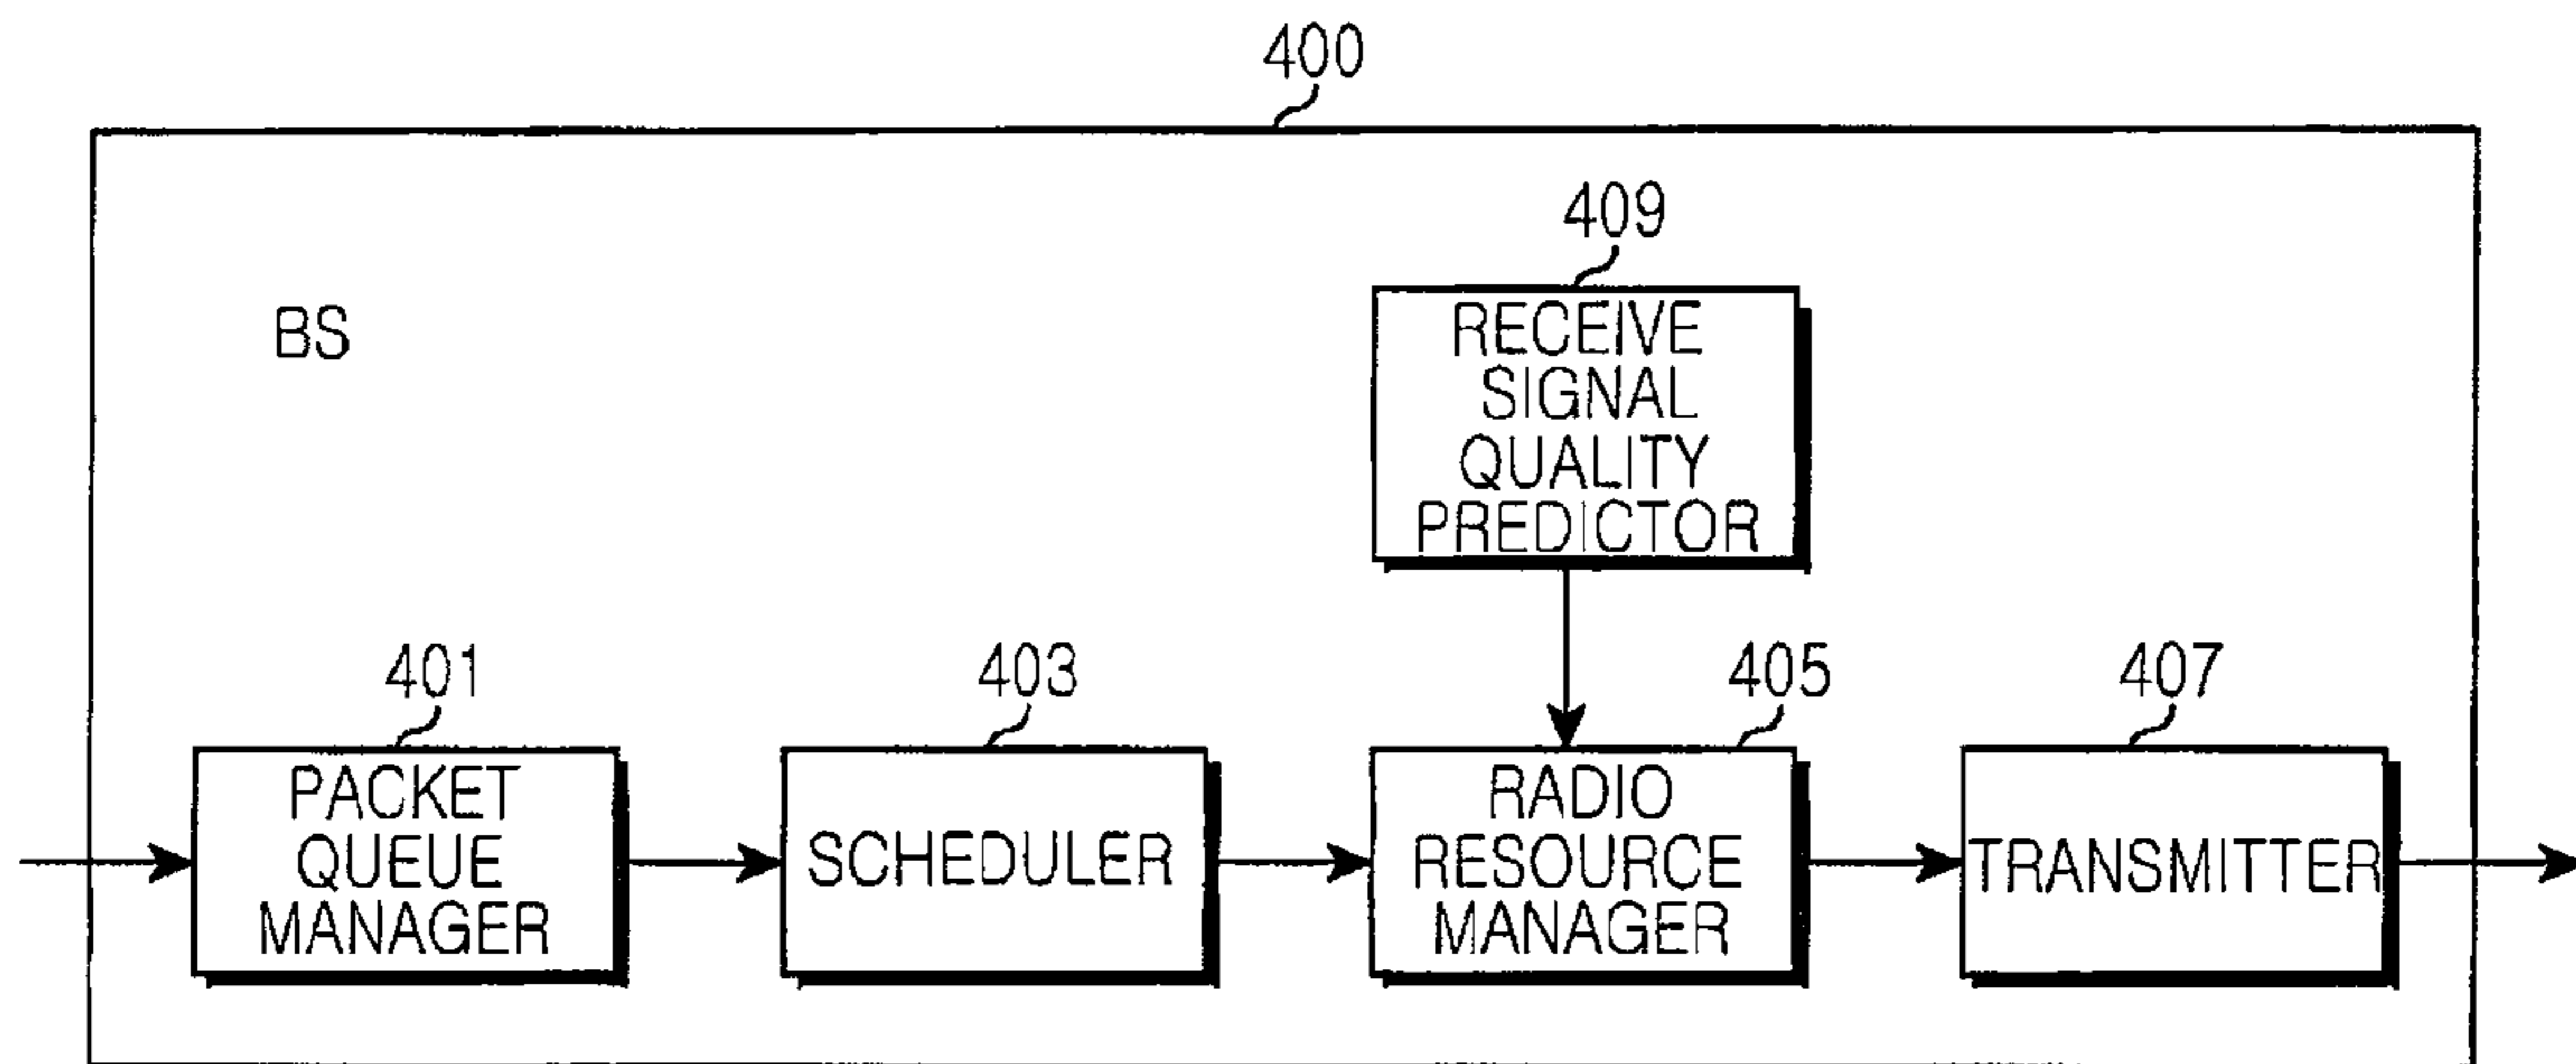 400
409
BS
RECEIVE
SIGNAL
QUALITY
PREDICTOR
401
403
405
407
PACKET
QUEUE
MANAGER
SCHEDULER
RADIO
RESOURCE
MANAGER
TRANSMITTER